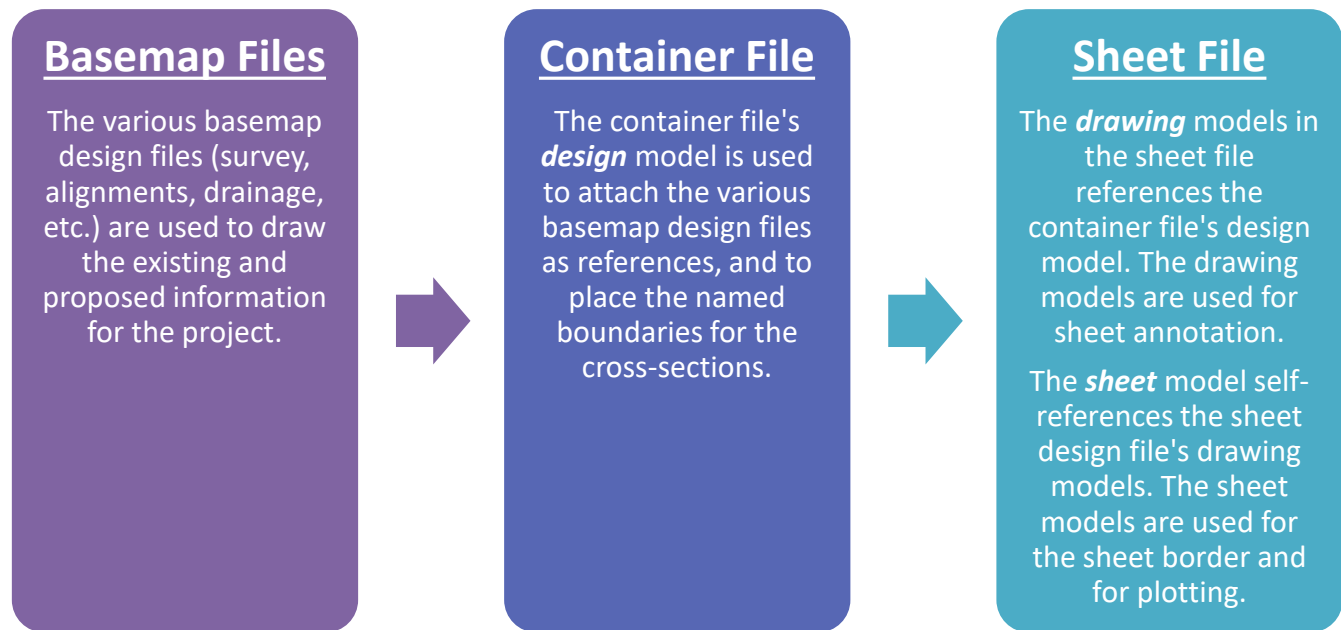 Basemap Files
The various basemap
design files (survey,
alignments, drainage,
etc.) are used to draw
the existing and
proposed information
for the project.
Container File
The container file's
design model is used
to attach the various
basemap design files
as references, and to
place the named
boundaries for the
cross-sections.
Sheet File
The drawing models in
the sheet file
references the
container file's design
model. The drawing
models are used for
sheet annotation.
The sheet model self-
references the sheet
design file's drawing
models. The sheet
models are used for
the sheet border and
for plotting.